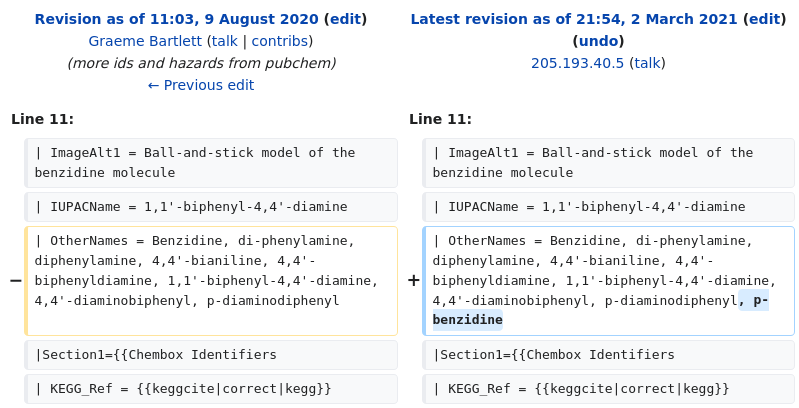 Revision as of 11:03, 9 August 2020 (edit)
Graeme Bartlett (talk | contribs)
(more ids and hazards from pubchem)
← Previous edit
Latest revision as of 21:54, 2 March 2021 (edit)
(undo)
205.193.40.5 (talk)
Line 11:
Line 11:
| ImageAlt1 = Ball-and-stick model of the
benzidine molecule
| ImageAlt1 = Ball-and-stick model of the
benzidine molecule
| IUPACName = 1,1'-biphenyl-4,4'-diamine
| IUPACName = 1,1'-biphenyl-4,4'-diamine
−
| OtherNames = Benzidine, di-phenylamine,
diphenylamine, 4,4'-bianiline, 4,4'-
biphenyldiamine, 1,1'-biphenyl-4,4'-diamine,
4,4'-diaminobiphenyl, p-diaminodiphenyl
+
| OtherNames = Benzidine, di-phenylamine,
diphenylamine, 4,4'-bianiline, 4,4'-
biphenyldiamine, 1,1'-biphenyl-4,4'-diamine,
4,4'-diaminobiphenyl, p-diaminodiphenyl, p-
benzidine
|Section1={{Chembox Identifiers
|Section1={{Chembox Identifiers
| KEGG_Ref = {{keggcite|correct|kegg}}
| KEGG_Ref = {{keggcite|correct|kegg}}